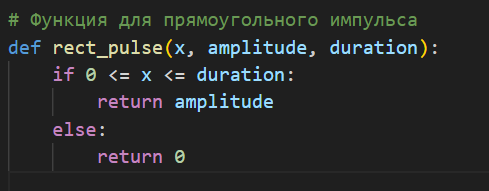 # Функция для прямоугольного импульса
def rect_pulse(x, amplitude, duration):
    if 0 <= x <= duration:
        return amplitude
    else:
        return 0